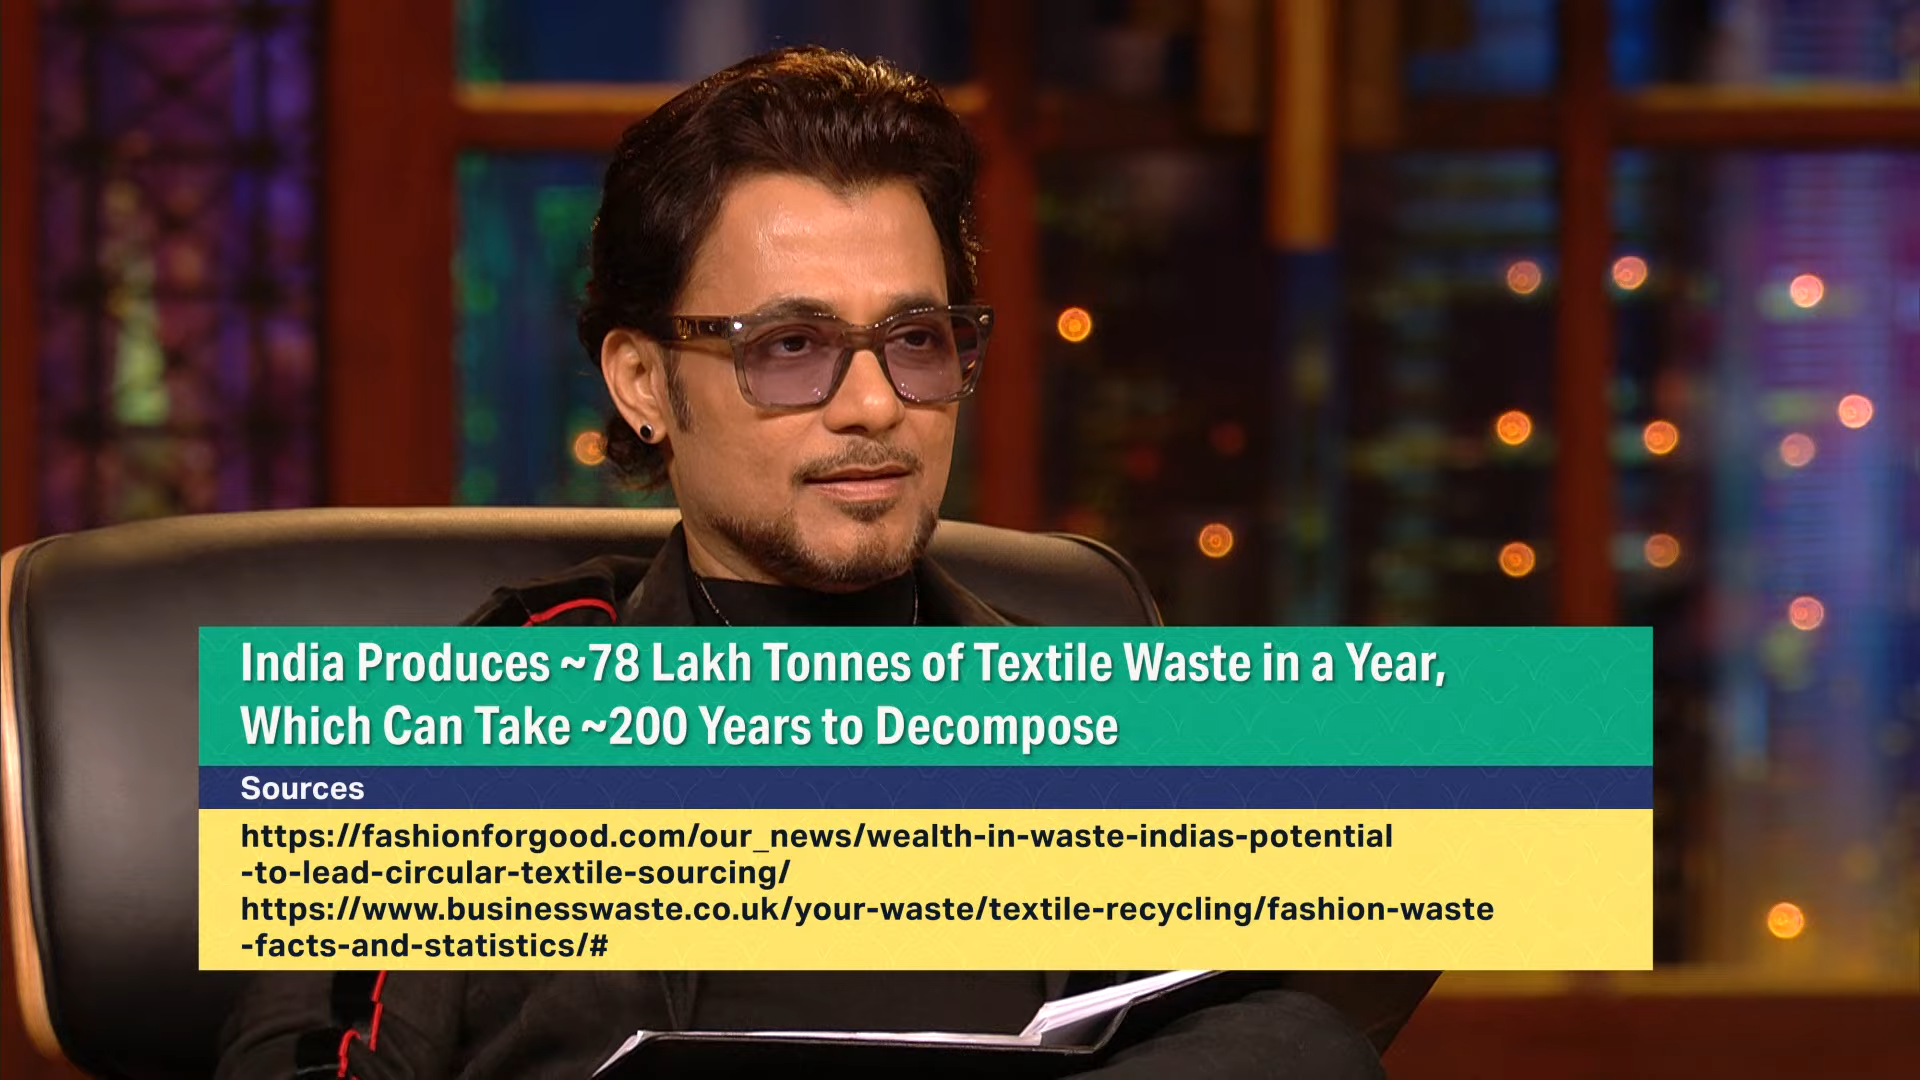 India Produces ~78 Lakh Tonnes of Textile Waste in a Year,
Which Can Take ~200 Years to Decompose
Sources
https://fashionforgood.com/our_news/wealth-in-waste-indias-potential
-to-lead-circular-textile-sourcing/
https://www.businesswaste.co.uk/your-waste/textile-recycling/fashion-waste
-facts-and-statistics/#